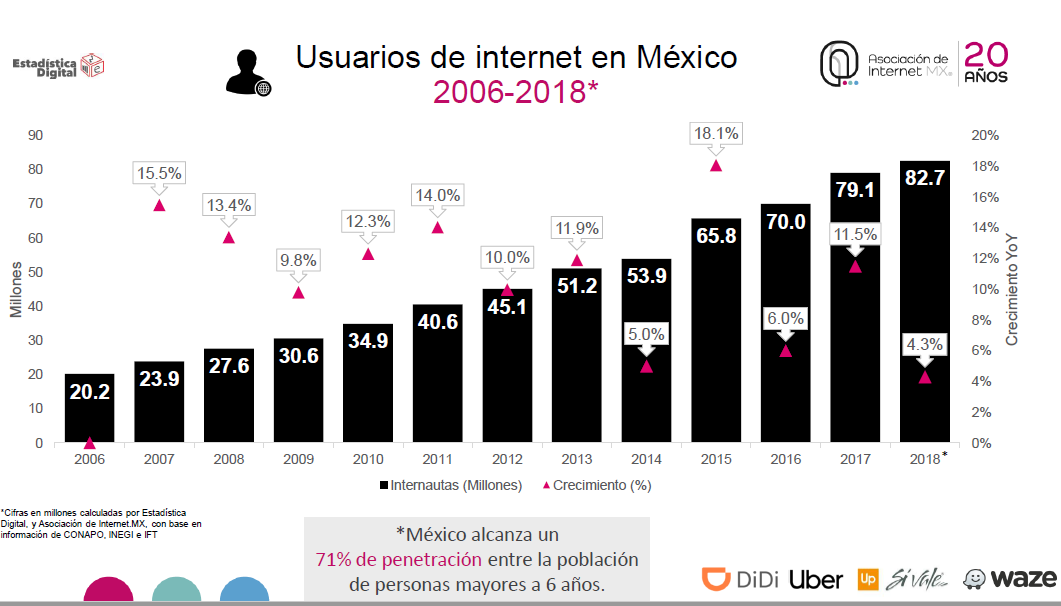 Estadística
Digital
Usuarios de internet en México
2006-2018*
Asociación de
Internet MX®
20
AÑOS
Millones
90
80
70
60
50
40
30
20
10
0
20%
18%
16%
14%
12%
10%
8%
6%
4%
2%
0%
Crecimiento YoY
15.5%
13.4%
9.8%
12.3%
14.0%
10.0%
11.9%
5.0%
18.1%
6.0%
11.5%
4.3%
20.2
23.9
27.6
30.6
34.9
40.6
45.1
51.2
53.9
65.8
70.0
79.1
82.7
2006
2007
2008
2009
2010
2011
2012
2013
2014
2015
2016
2017
2018*
Internautas (Millones)
Crecimiento (%)
*Cifras en millones calculadas por Estadística
Digital, y Asociación de Internet.MX, con base en
información de CONAPO, INEGI e IFT
*México alcanza un
71% de penetración entre la población
de personas mayores a 6 años.
DiDi
Uber
Up
Sí Vale
waze